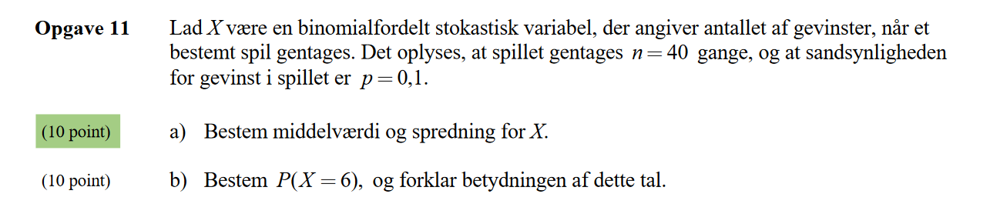 Opgave 11 Lad X være en binomialfordelt stokastisk variabel, der angiver antallet af gevinster, når et
bestemt spil gentages. Det oplyses, at spillet gentages n = 40 gange, og at sandsynligheden
for gevinst i spillet er p = 0,1.
(10 point) a) Bestem middelværdi og spredning for X.
(10 point) b) Bestem P(X = 6), og forklar betydningen af dette tal.